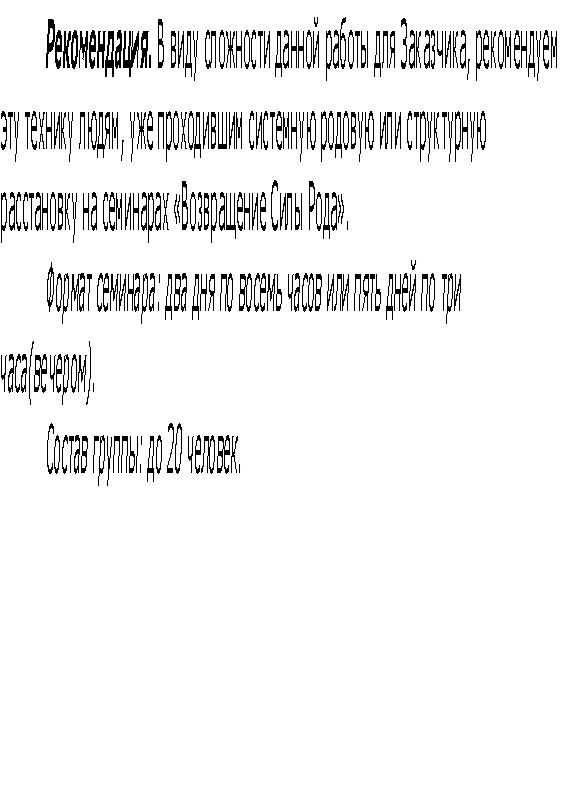 Рекомендация. В виду сложности данной работы для Заказчика, рекомендуем
эту технику людям, уже проходившим системную родовую или структурную
расстановку на семинарах «Возвращение Силы Рода».
Формат семинара: два дня по восемь часов или пять дней по три
часа(вечером).
Состав группы: до 20 человек.